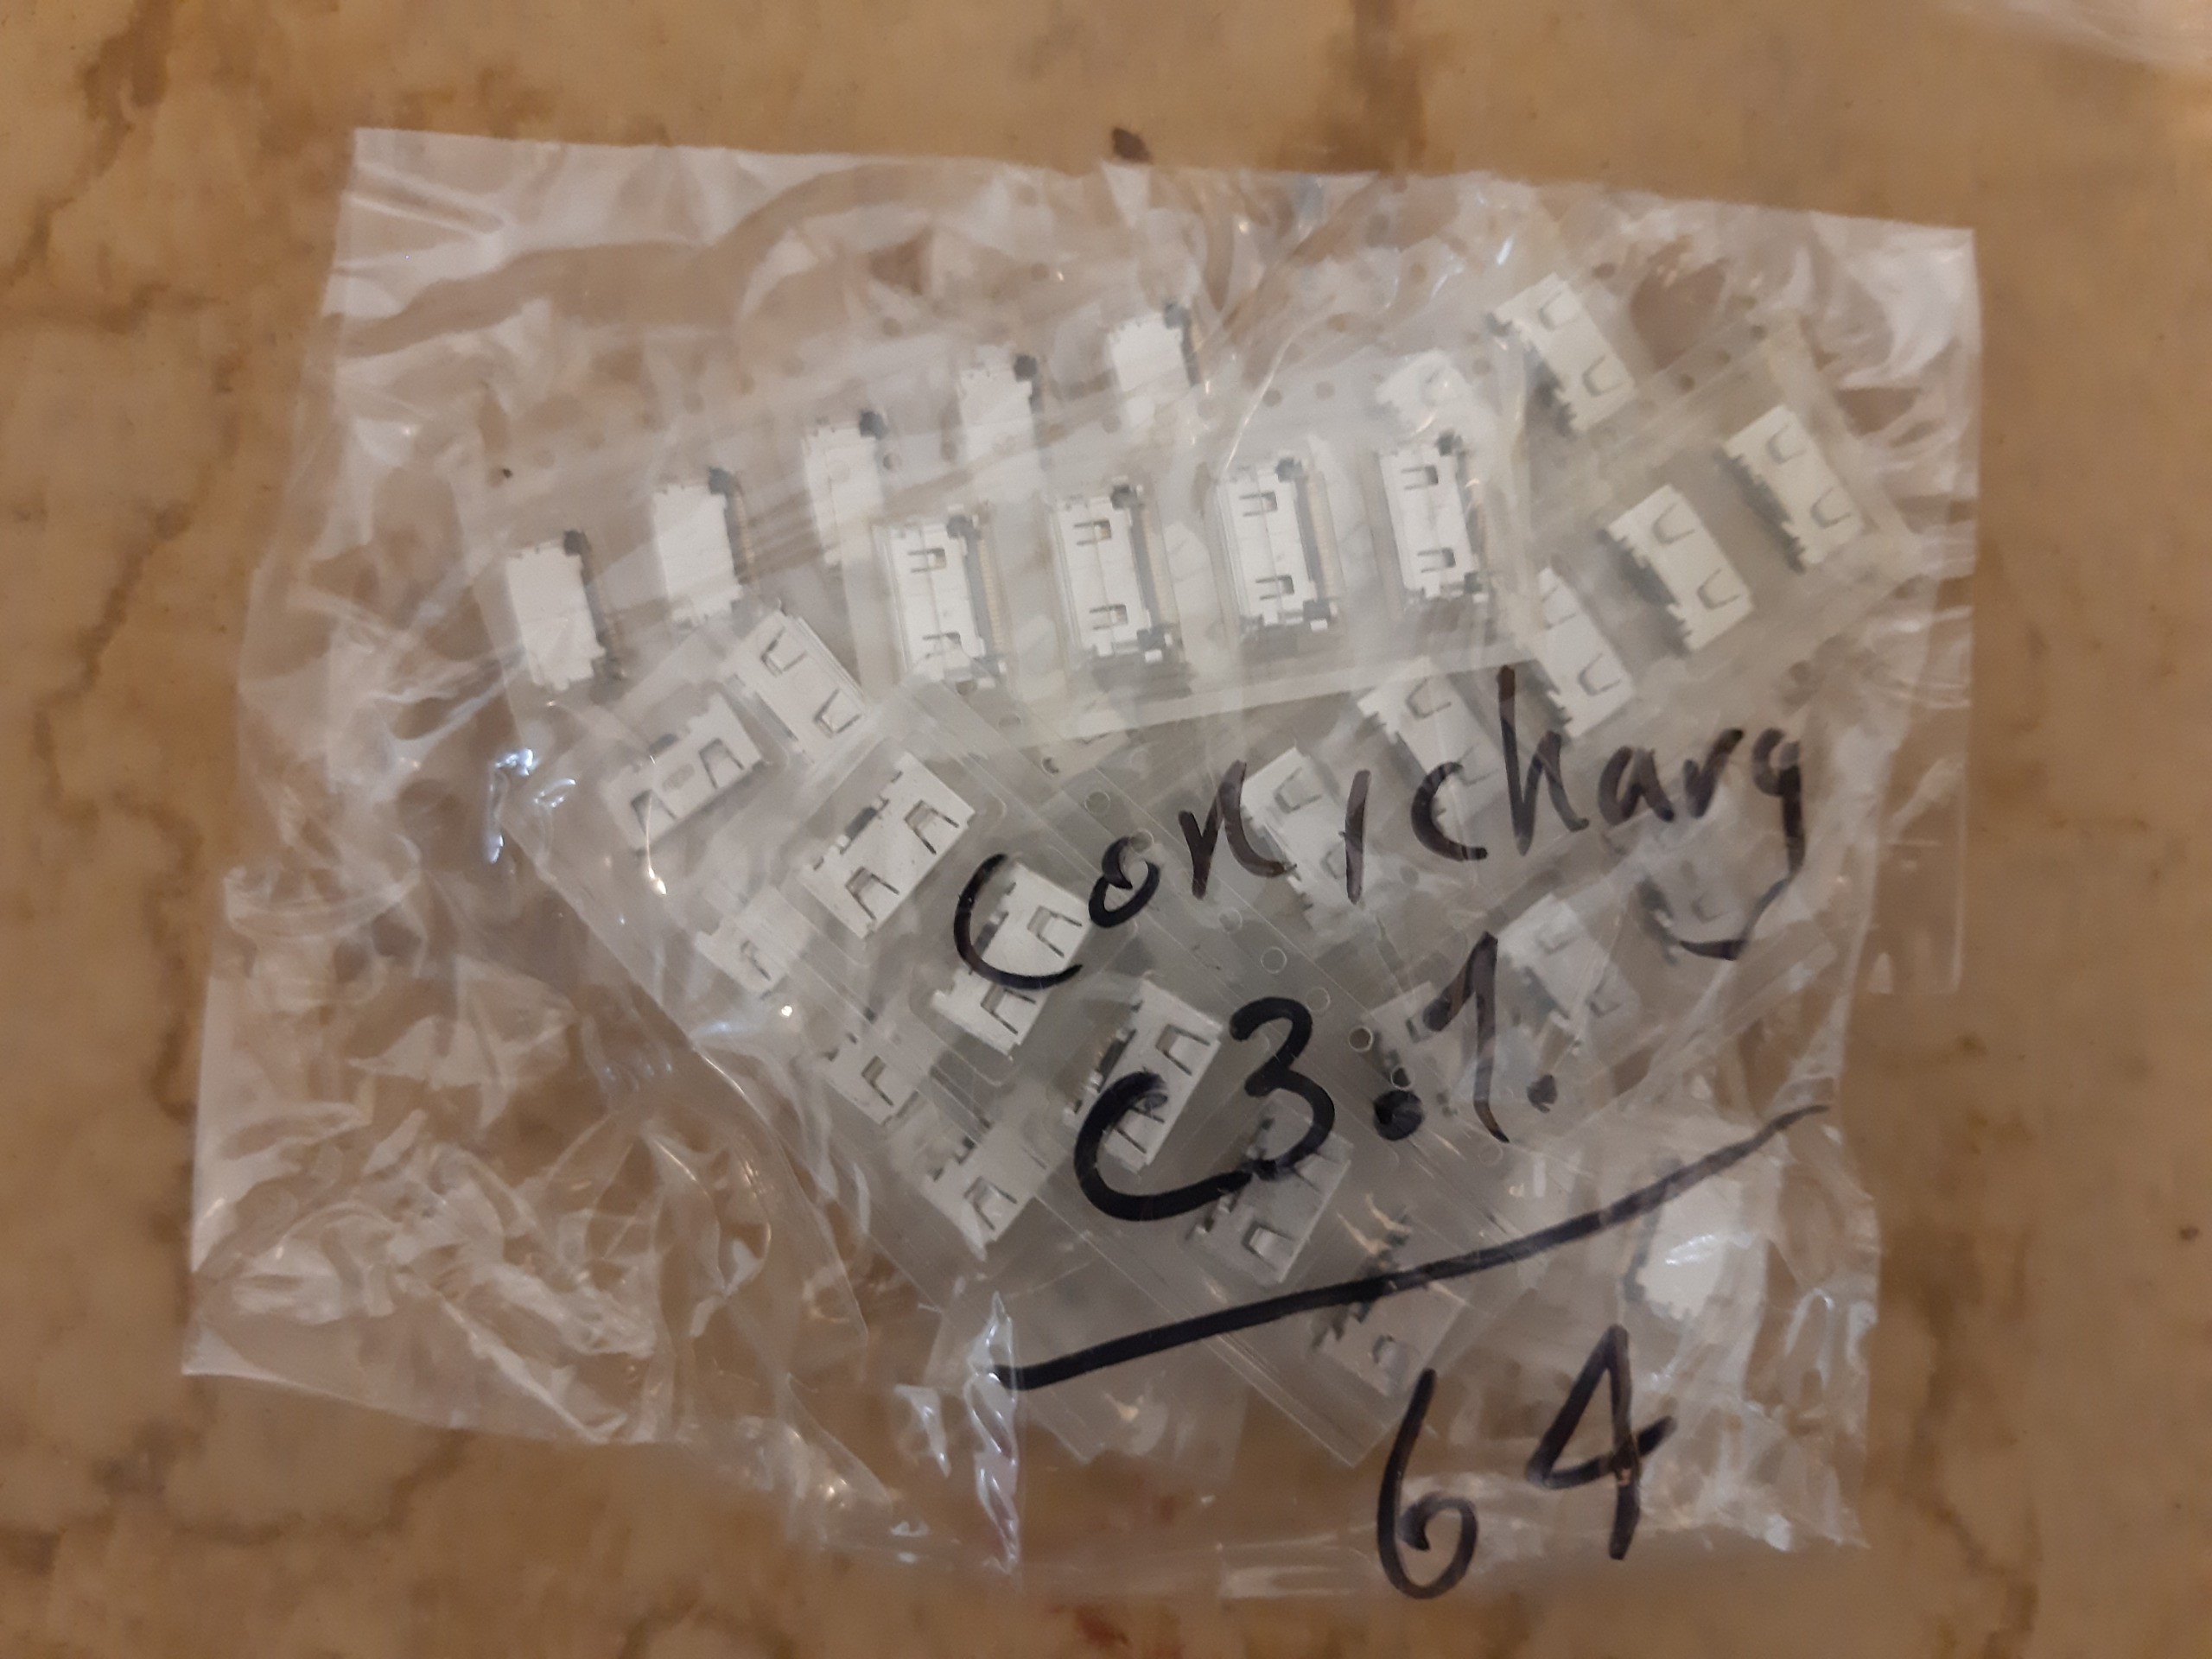 Con, charg
C3.1.
64